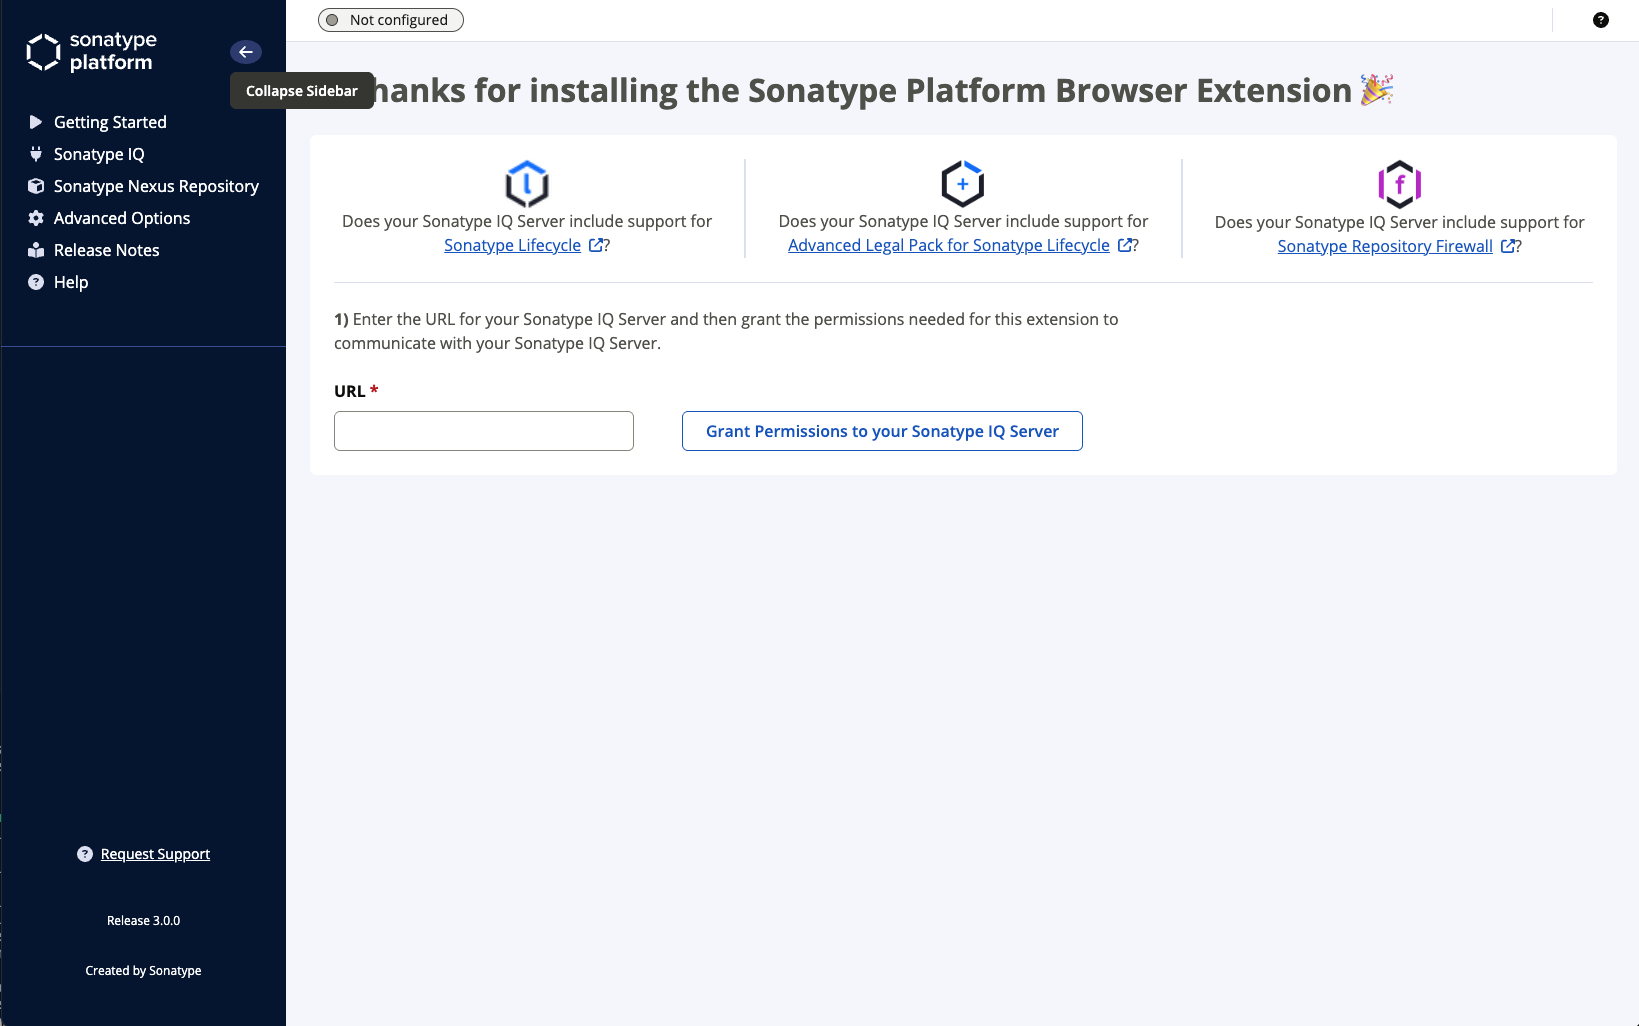 sonatype
platform
Collapse Sidebar
Getting Started
Sonatype IQ
Sonatype Nexus Repository
Advanced Options
Release Notes
Help
Request Support
Release 3.0.0
Created by Sonatype
Not configured
hanks for installing the Sonatype Platform Browser Extension🎉
Does your Sonatype IQ Server include support for
Sonatype Lifecycle ?
Does your Sonatype IQ Server include support for
Advanced Legal Pack for Sonatype Lifecycle ?
Does your Sonatype IQ Server include support for
Sonatype Repository Firewall ?
1) Enter the URL for your Sonatype IQ Server and then grant the permissions needed for this extension to
communicate with your Sonatype IQ Server.
URL *
Grant Permissions to your Sonatype IQ Server